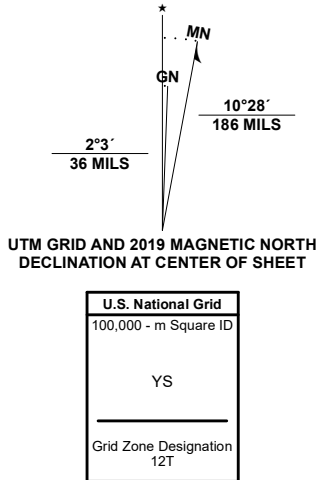 MN
GN
10°28´
186 MILS
2°3´
36 MILS
UTM GRID AND 2019 MAGNETIC NORTH
DECLINATION AT CENTER OF SHEET
U.S. National Grid
100,000 - m Square ID
YS
Grid Zone Designation
12T